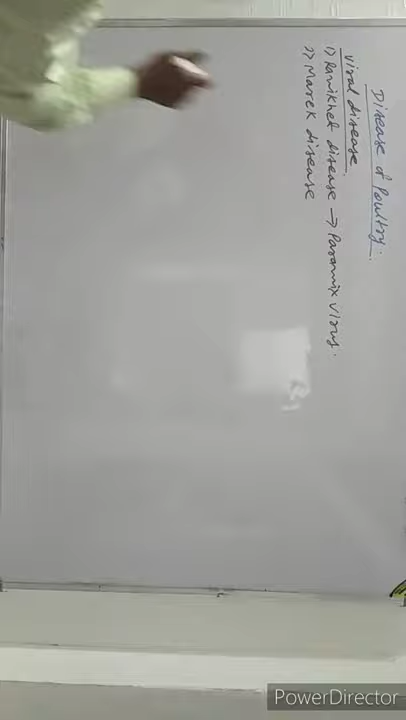 Disease of Poultry.
Viral disease.
1) Ranikhet disease → Paramix virus.
2) Marek disease
PowerDirector